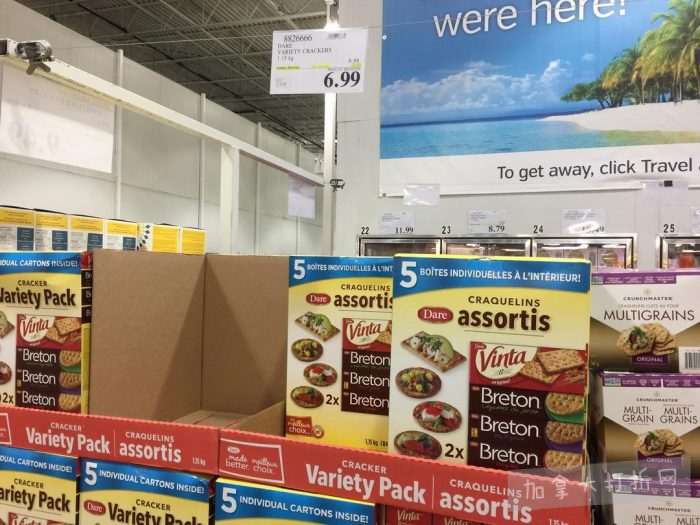 were here!
8826666
DARE
VARIETY CRACKERS
6.99
To get away, click Travel
22 11.99
23 8.79
24
25
INDIVIDUAL CARTONS INSIDE!
CRACKER
Variety Pack
Vinta
Breton
Breton
Breton
2x
5 BOÎTES INDIVIDUELLES À L'INTÉRIEUR!
CRAQUELINS
Dare assortis
Vinta
Breton
Breton
Breton
2x
5 BOÎTES INDIVIDUELLES À L'INTÉRIEUR!
CRAQUELINS
Dare assortis
Vinta
Breton
Breton
Breton
2x
CRUNCHMASTER
MULTIGRAINS
ORIGINAL
CRUNCHMASTER
MULTI-GRAIN
MULTI-GRAINS
ORIGINAL
CRACKER
Variety Pack
CRAQUELINS
assortis
made better.
meilleur choix.
CRACKER
Variety Pack
CRAQUELINS
assortis
5 INDIVIDUAL CARTONS INSIDE!
CRACKER
Variety Pack
Dare
5 INDIVIDUAL CARTONS INSIDE!
加拿大打折网